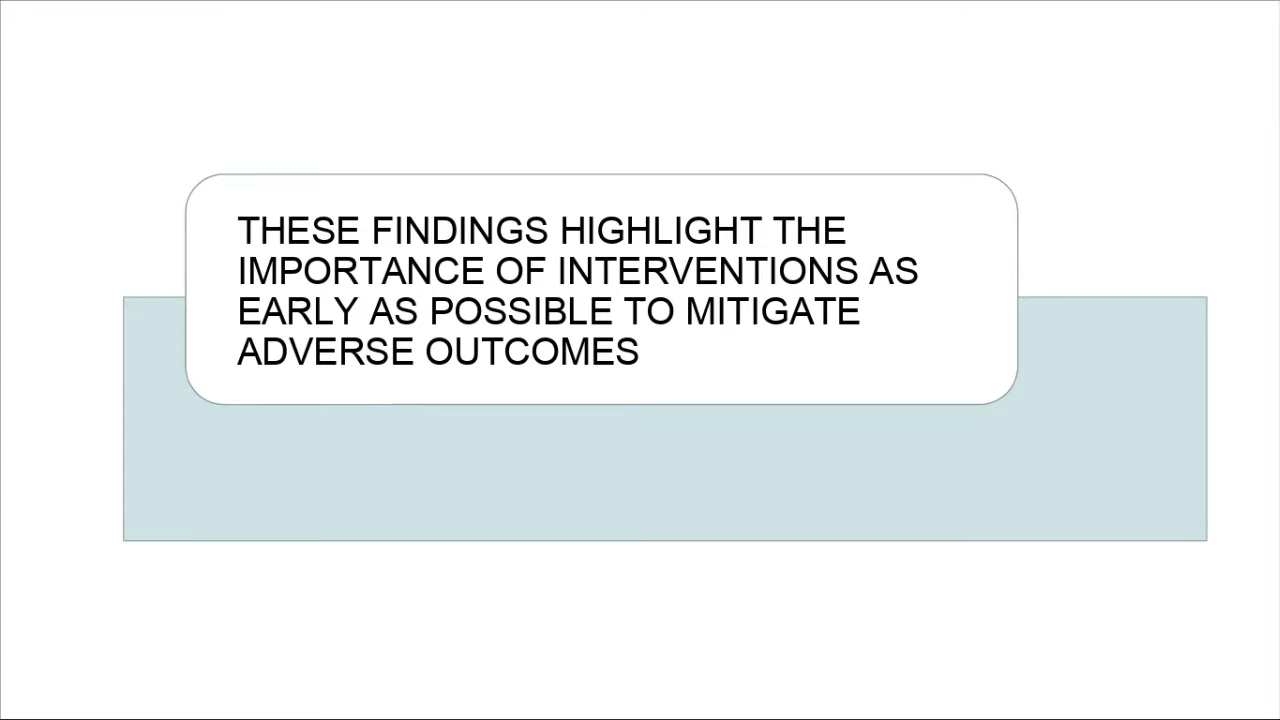 THESE FINDINGS HIGHLIGHT THE
IMPORTANCE OF INTERVENTIONS AS
EARLY AS POSSIBLE TO MITIGATE
ADVERSE OUTCOMES